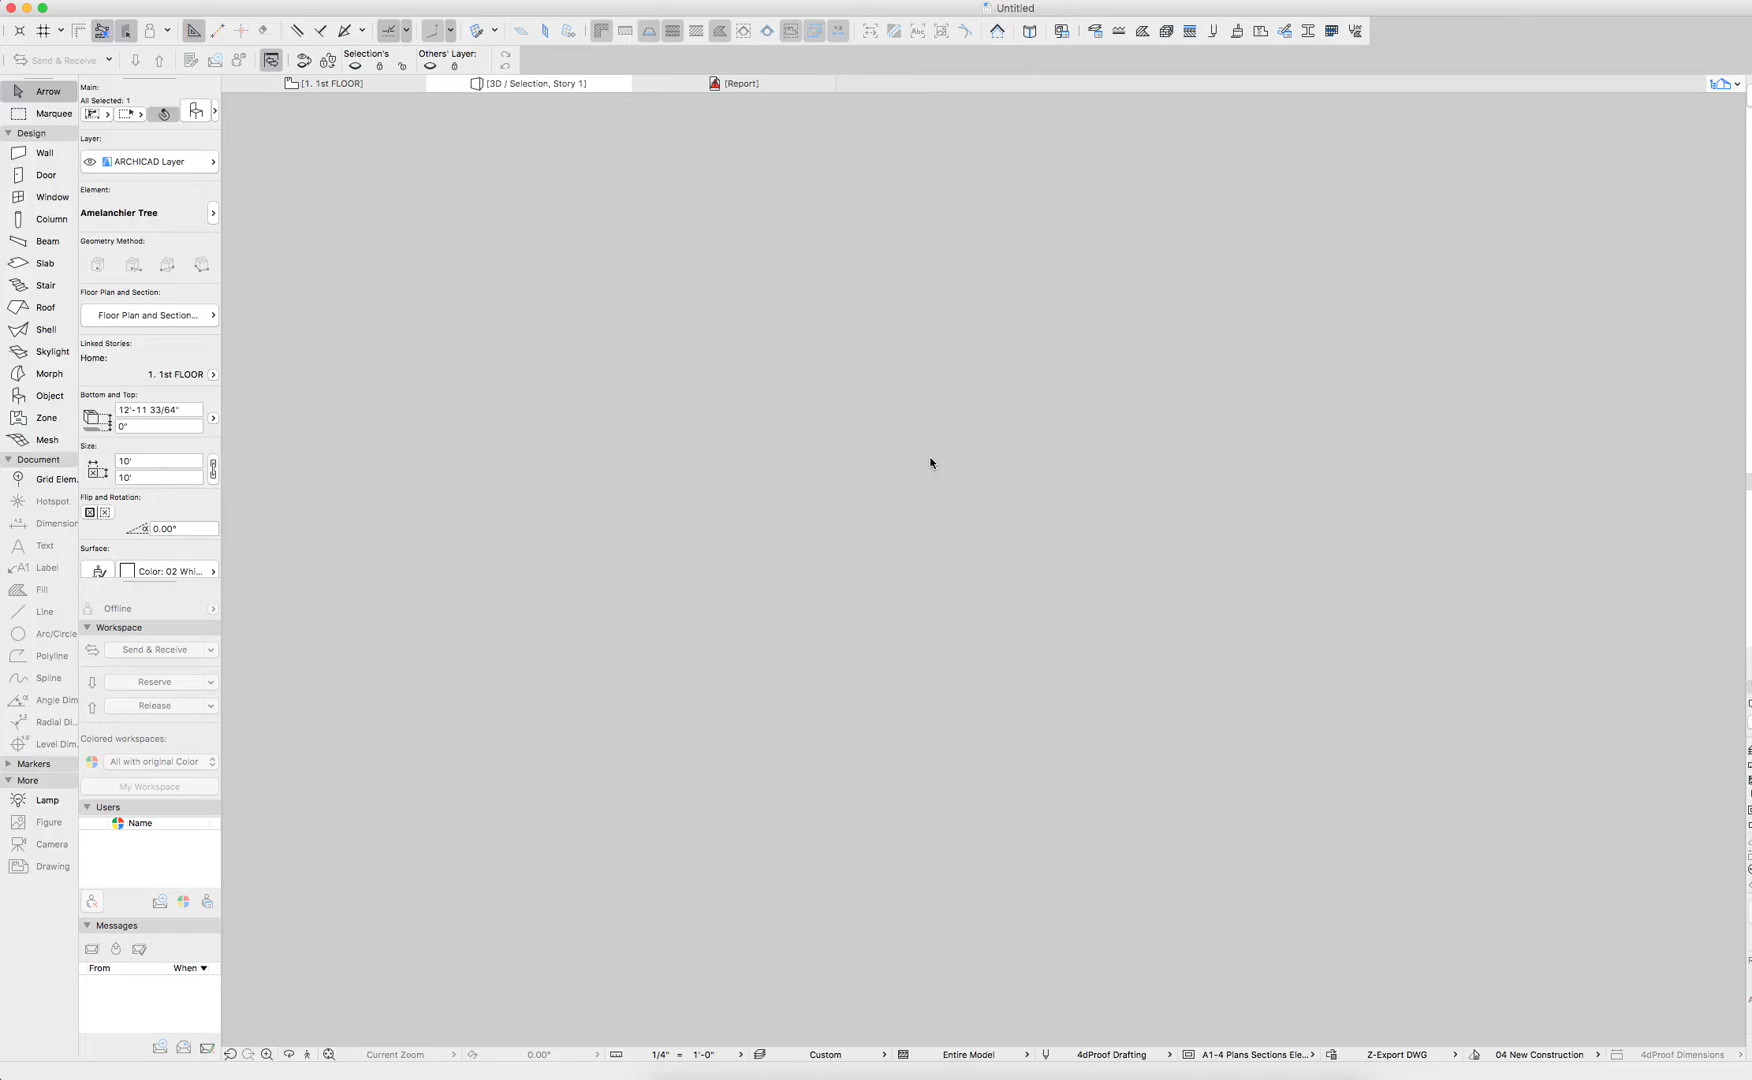 Untitled
Send & Receive
Selection's
Others' Layer:
[1. 1st FLOOR]
[3D / Selection, Story 1]
[Report]
Arrow
Marquee
Design
Wall
Door
Window
Column
Beam
Slab
Stair
Roof
Shell
Skylight
Morph
Object
Zone
Mesh
Document
Grid Elem.
Hotspot
Dimension
Text
Label
Fill
Line
Arc/Circle
Polyline
Spline
Angle Dim
Radial Di...
Level Dim.
Markers
More
Lamp
Figure
Camera
Drawing
Main:
All Selected: 1
Layer:
ARCHICAD Layer
Element:
Amelanchier Tree
Geometry Method:
Floor Plan and Section:
Floor Plan and Section...
Linked Stories:
Home:
1. 1st FLOOR
Bottom and Top:
12'-11 33/64"
0"
Size:
10'
10'
Flip and Rotation:
0.00°
Surface:
Color: 02 Whi...
Offline
Workspace
Send & Receive
Reserve
Release
Colored workspaces:
All with original Color
My Workspace
Users
Name
Messages
From When
Current Zoom
0.00°
1/4" = 1'-0"
Custom
Entire Model
4dProof Drafting
A1-4 Plans Sections Ele...
Z-Export DWG
04 New Construction
4dProof Dimensions